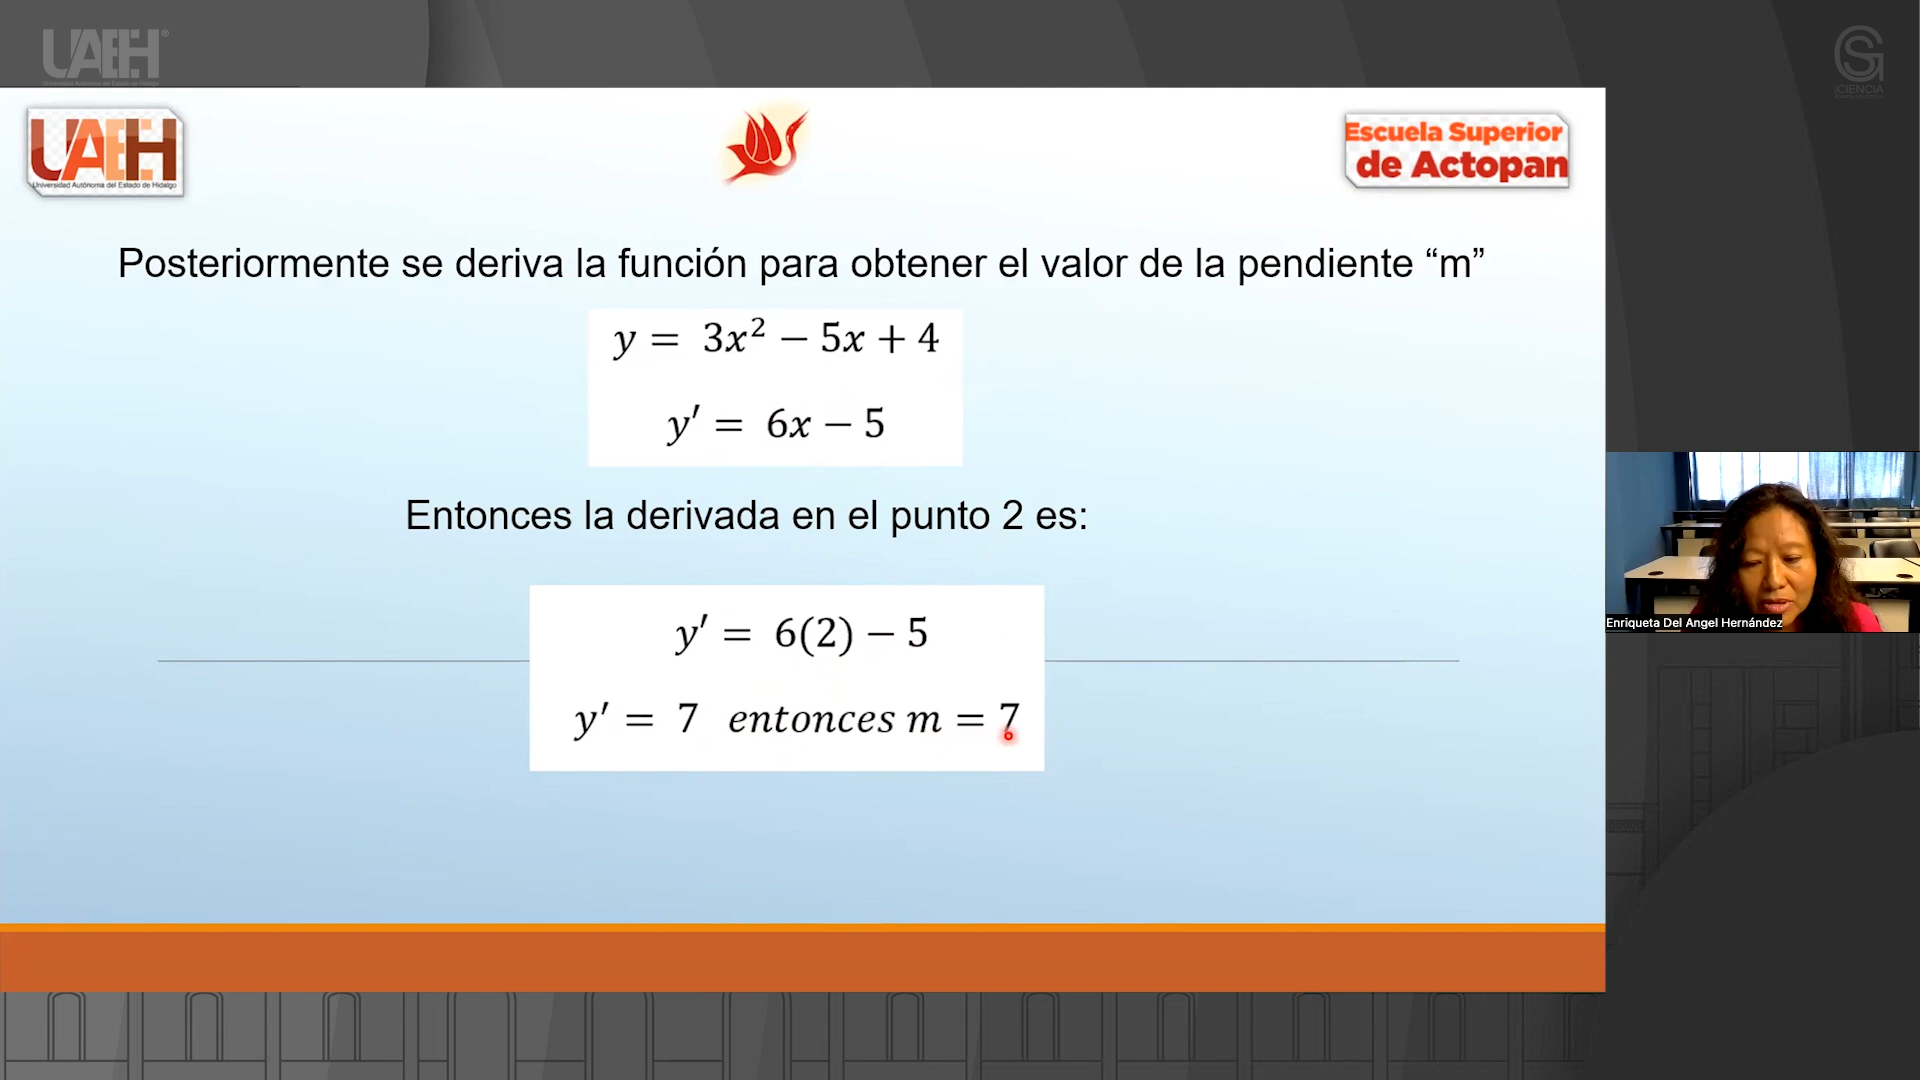 UAEH
UAEH
Universidad Autónoma del Estado de Hidalgo
Escuela Superior
de Actopan
CIENCIA
Posteriormente se deriva la función para obtener el valor de la pendiente “m”
y = 3x² − 5x + 4
y′ = 6x − 5
Entonces la derivada en el punto 2 es:
y′ = 6(2) − 5
y′ = 7 entonces m = 7
Enriqueta Del Angel Hernández